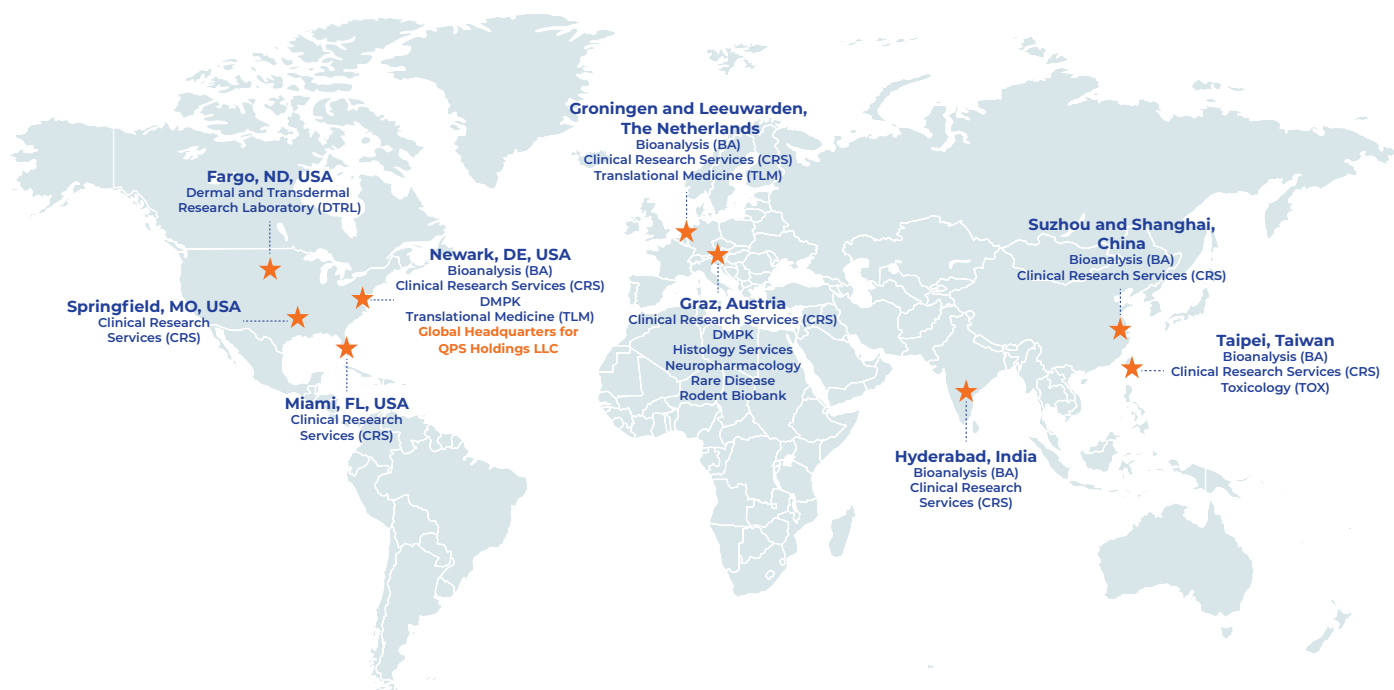 Groningen and Leeuwarden,
The Netherlands
Bioanalysis (BA)
Clinical Research Services (CRS)
Translational Medicine (TLM)
Fargo, ND, USA
Dermal and Transdermal
Research Laboratory (DTRL)
Newark, DE, USA
Bioanalysis (BA)
Clinical Research Services (CRS)
DMPK
Translational Medicine (TLM)
Global Headquarters for
QPS Holdings LLC
Springfield, MO, USA
Clinical Research
Services (CRS)
Miami, FL, USA
Clinical Research
Services (CRS)
Graz, Austria
Clinical Research Services (CRS)
DMPK
Histology Services
Neuropharmacology
Rare Disease
Rodent Biobank
Suzhou and Shanghai,
China
Bioanalysis (BA)
Clinical Research Services (CRS)
Taipei, Taiwan
Bioanalysis (BA)
Clinical Research Services (CRS)
Toxicology (TOX)
Hyderabad, India
Bioanalysis (BA)
Clinical Research
Services (CRS)